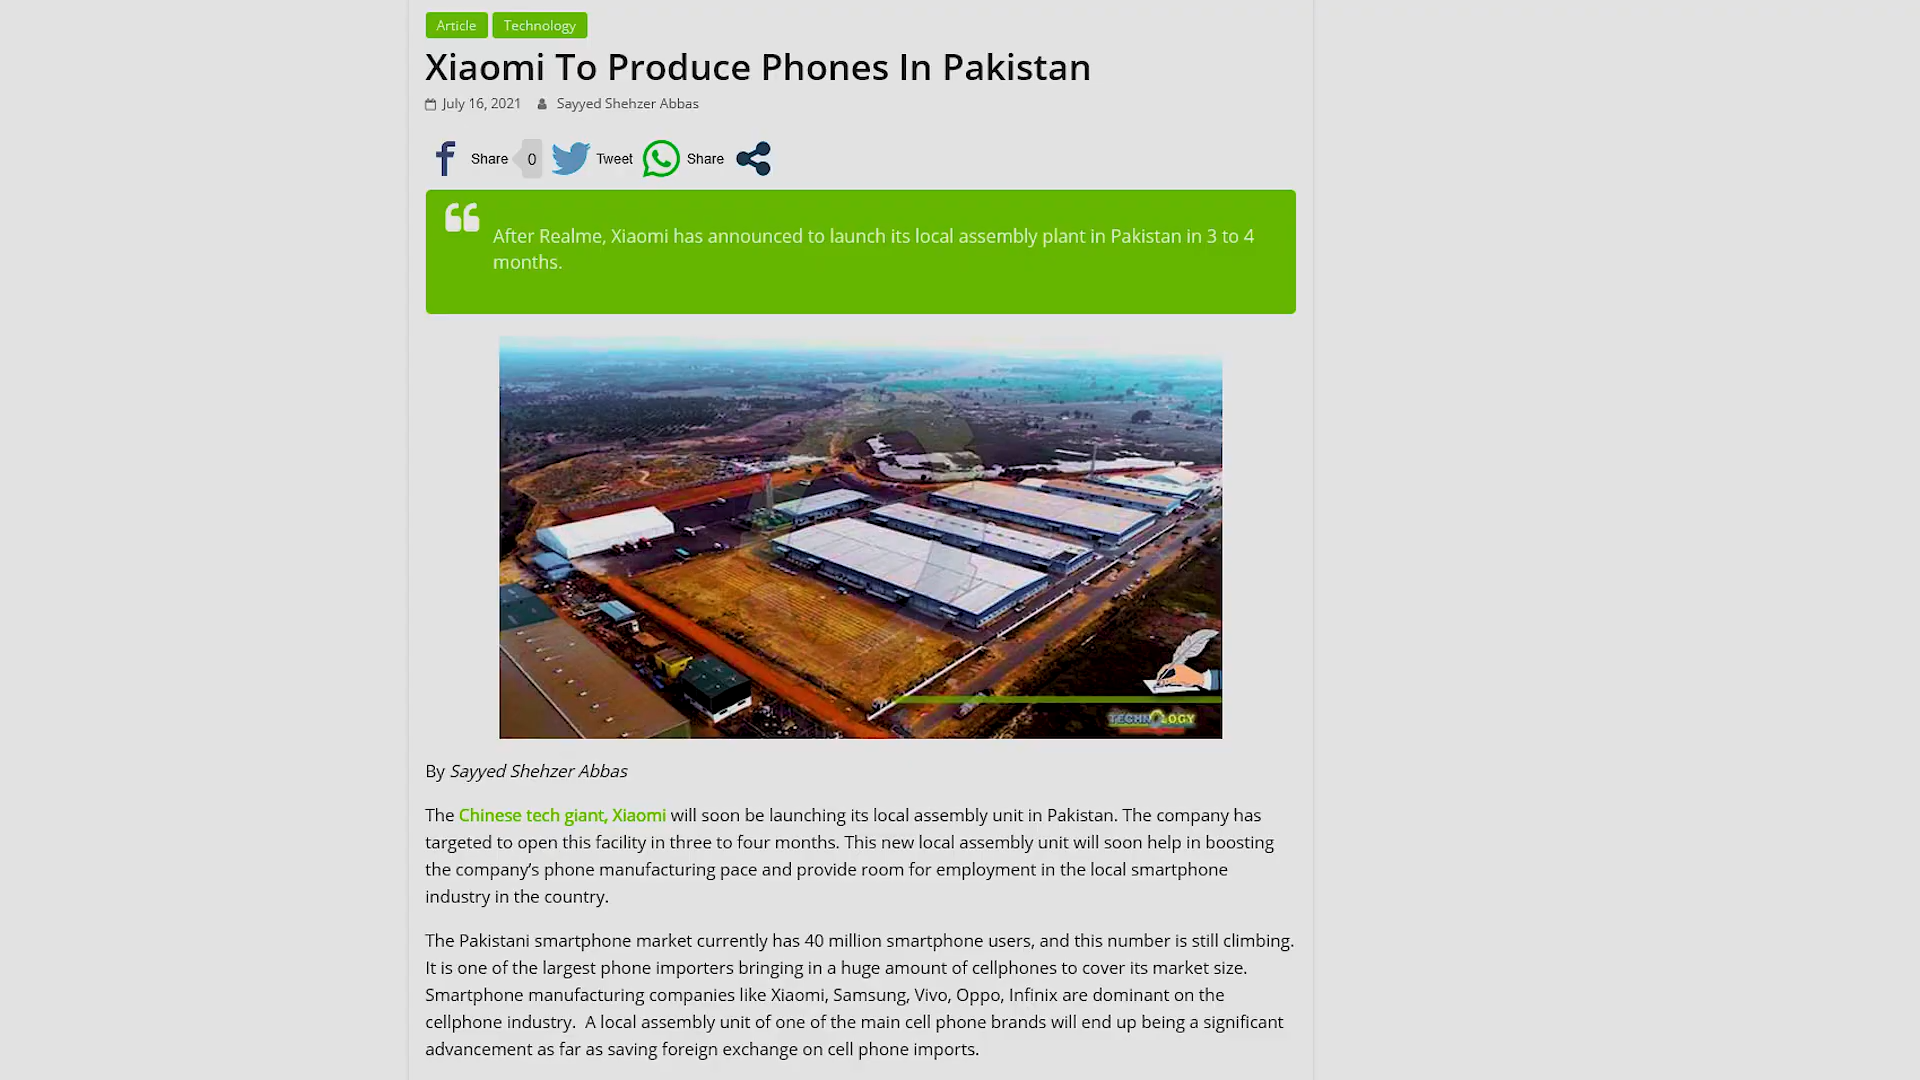 Article Technology
Xiaomi To Produce Phones In Pakistan
July 16, 2021 Sayyed Shehzer Abbas
Share 0 Tweet Share
After Realme, Xiaomi has announced to launch its local assembly plant in Pakistan in 3 to 4
months.
TECHNOLOGY
By Sayyed Shehzer Abbas
The Chinese tech giant, Xiaomi will soon be launching its local assembly unit in Pakistan. The company has
targeted to open this facility in three to four months. This new local assembly unit will soon help in boosting
the company’s phone manufacturing pace and provide room for employment in the local smartphone
industry in the country.
The Pakistani smartphone market currently has 40 million smartphone users, and this number is still climbing.
It is one of the largest phone importers bringing in a huge amount of cellphones to cover its market size.
Smartphone manufacturing companies like Xiaomi, Samsung, Vivo, Oppo, Infinix are dominant on the
cellphone industry.  A local assembly unit of one of the main cell phone brands will end up being a significant
advancement as far as saving foreign exchange on cell phone imports.